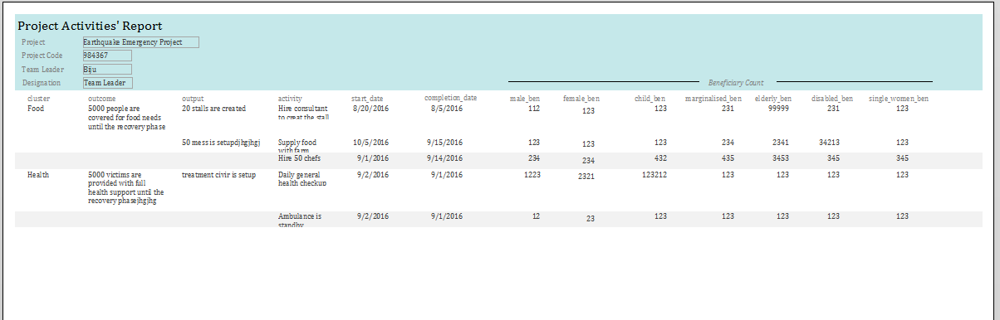 Project Activities' Report
Project Earthquake Emergency Project
Project Code 984367
Team Leader Biju
Designation Team Leader Beneficiary Count
cluster outcome output activity start_date completion_date male_ben female_ben child_ben marginalised_ben elderly_ben disabled_ben single_women_ben
Food 5000 people are 20 stalls are created Hire consultant 8/20/2016 8/5/2016 112 123 123 231 99999 231 123
covered for food needs to creat the stall
until the recovery phase
50 mess is setupdjhgjhgj Supply food 10/5/2016 9/15/2016 123 123 123 234 2341 34213 123
with farm
Hire 50 chefs 9/1/2016 9/14/2016 234 234 432 435 3453 345 345
Health 5000 victims are treatment civir is setup Daily general 9/2/2016 9/1/2016 1223 2321 123212 123 123 123 123
provided with full health checkup
health support until the
recovery phasejhgjhg
Ambulance is 9/2/2016 9/1/2016 12 23 123 123 123 123 123
standby